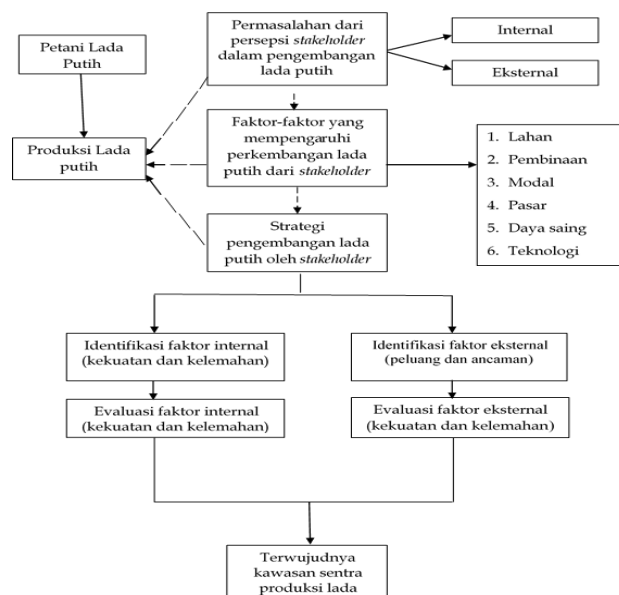 Petani Lada
Putih
Permasalahan dari
persepsi stakeholder
dalam pengembangan
lada putih
Internal
Eksternal
Produksi Lada
putih
Faktor-faktor yang
mempengaruhi
perkembangan lada
putih dari stakeholder
1. Lahan
2. Pembinaan
3. Modal
4. Pasar
5. Daya saing
6. Teknologi
Strategi
pengembangan lada
putih oleh stakeholder
Identifikasi faktor internal
(kekuatan dan kelemahan)
Identifikasi faktor eksternal
(peluang dan ancaman)
Evaluasi faktor internal
(kekuatan dan kelemahan)
Evaluasi faktor eksternal
(kekuatan dan kelemahan)
Terwujudnya
kawasan sentra
produksi lada